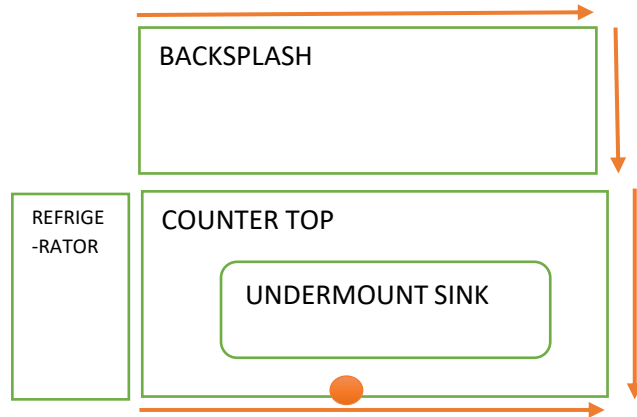 BACKSPLASH
REFRIGE
-RATOR
COUNTER TOP
UNDERMOUNT SINK